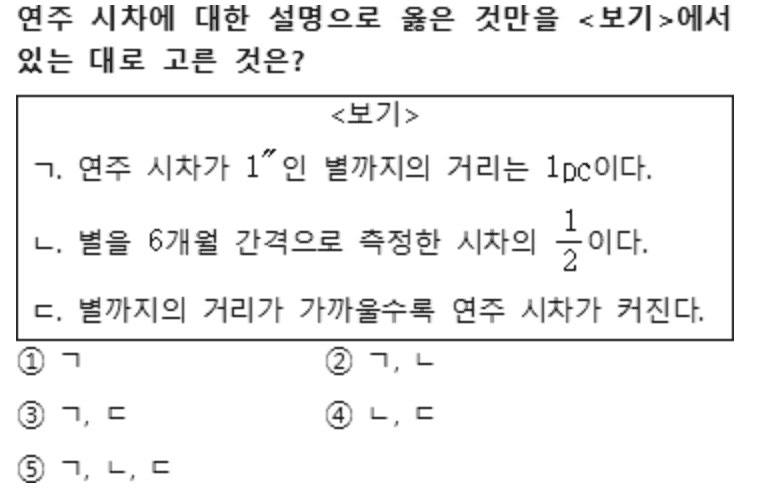 연주 시차에 대한 설명으로 옳은 것만을 <보기>에서
있는 대로 고른 것은?
<보기>
ㄱ. 연주 시차가 1″인 별까지의 거리는 1pc이다.
ㄴ. 별을 6개월 간격으로 측정한 시차의 1/2이다.
ㄷ. 별까지의 거리가 가까울수록 연주 시차가 커진다.
① ㄱ ② ㄱ, ㄴ
③ ㄱ, ㄷ ④ ㄴ, ㄷ
⑤ ㄱ, ㄴ, ㄷ